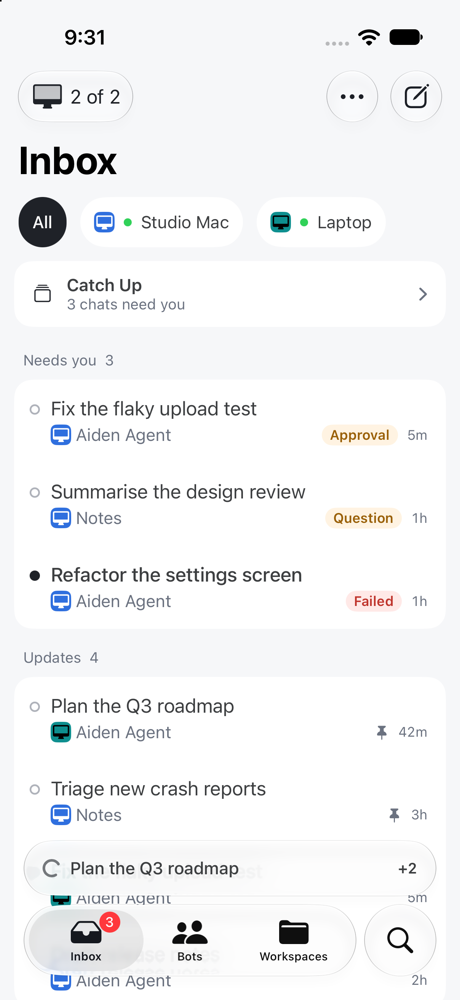 9:31
2 of 2
Inbox
All
Studio Mac
Laptop
Catch Up
3 chats need you
Needs you 3
Fix the flaky upload test
Aiden Agent
Approval 5m
Summarise the design review
Notes
Question 1h
Refactor the settings screen
Aiden Agent
Failed 1h
Updates 4
Plan the Q3 roadmap
Aiden Agent
42m
Triage new crash reports
Notes
3h
Plan the Q3 roadmap
+2
Aiden Agent
5m
3
Inbox
Bots
Workspaces
Aiden Agent
2h